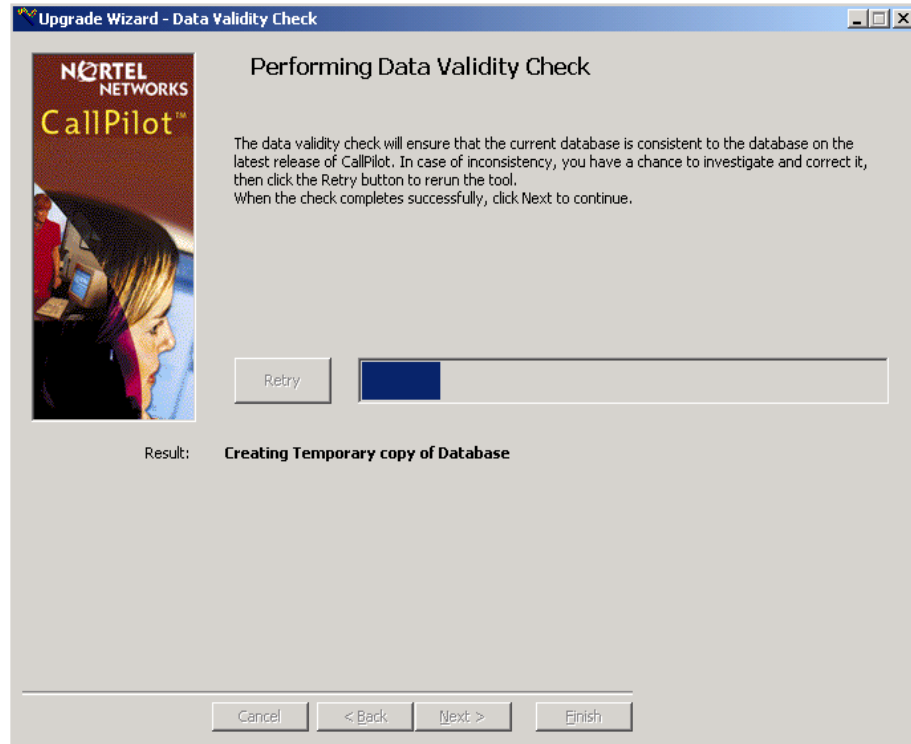 Upgrade Wizard - Data Validity Check
NORTEL
NETWORKS
CallPilot™
Performing Data Validity Check
The data validity check will ensure that the current database is consistent to the database on the
latest release of CallPilot. In case of inconsistency, you have a chance to investigate and correct it,
then click the Retry button to rerun the tool.
When the check completes successfully, click Next to continue.
Retry
Result: Creating Temporary copy of Database
Cancel < Back Next > Finish